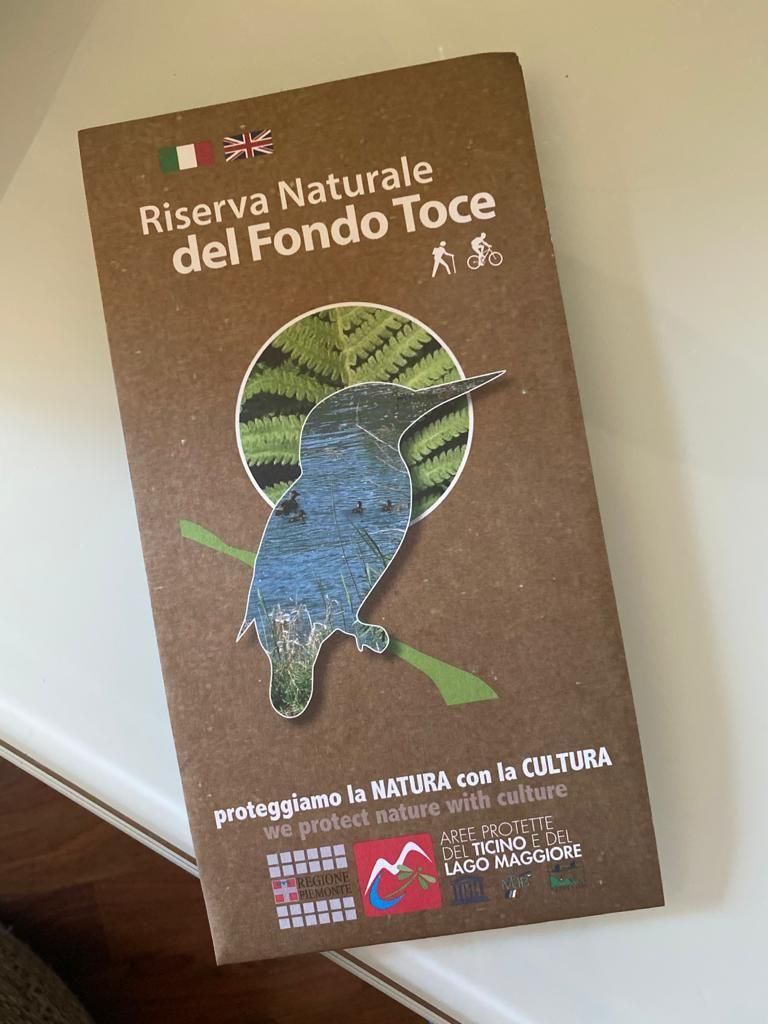 Riserva Naturale
del Fondo Toce
proteggiamo la NATURA con la CULTURA
we protect nature with culture
REGIONE
PIEMONTE
AREE PROTETTE
DEL TICINO E DEL
LAGO MAGGIORE